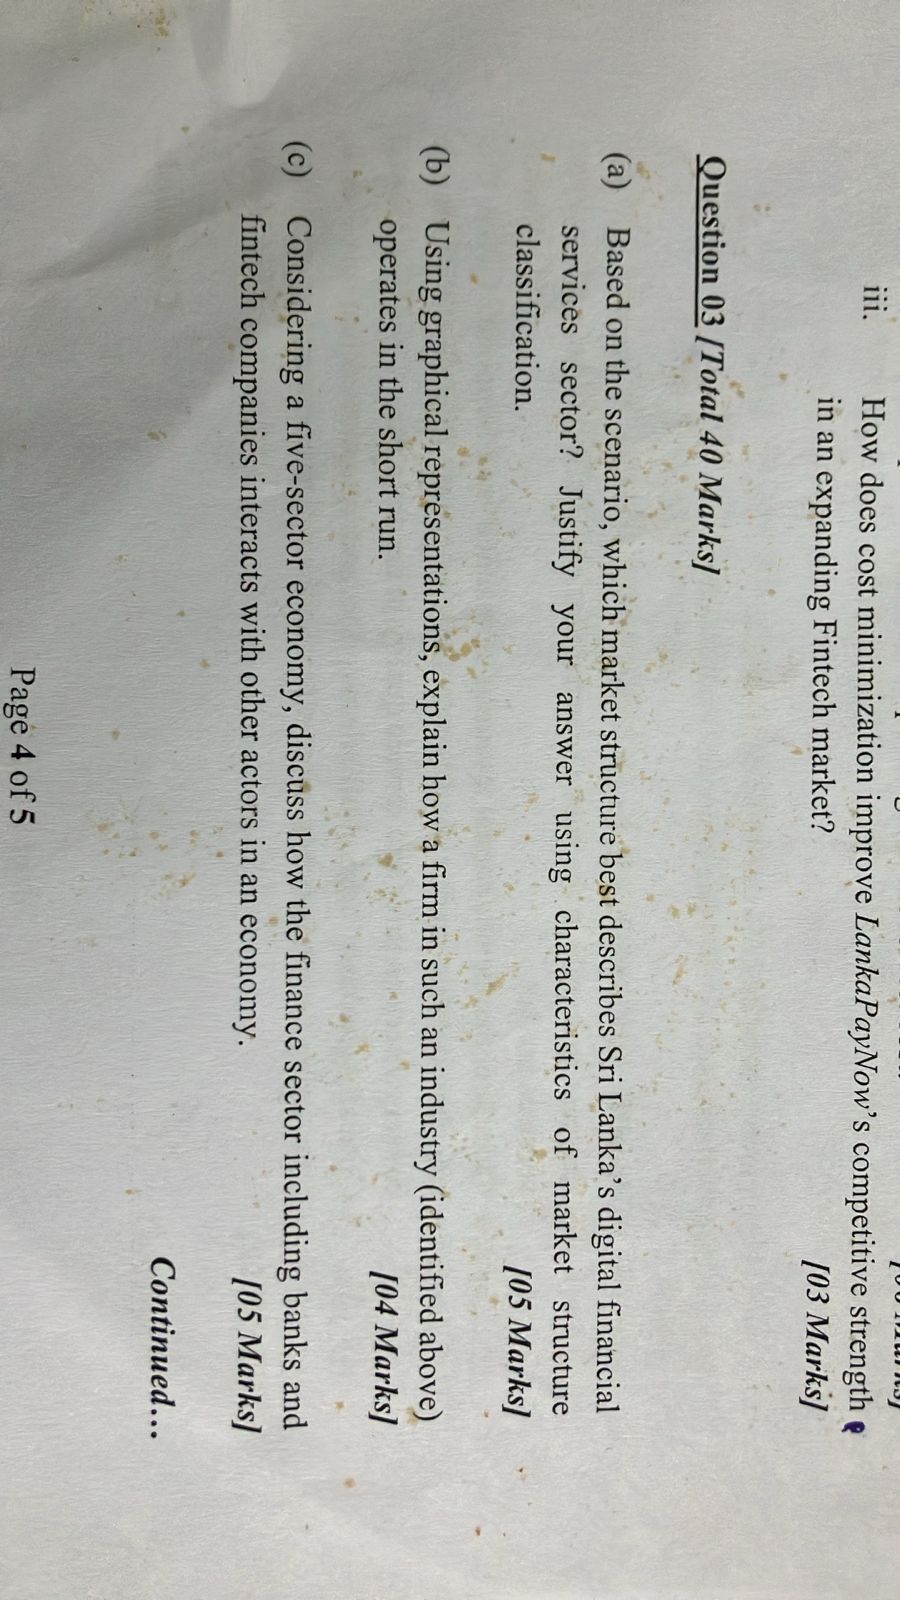 iii. How does cost minimization improve LankaPayNow's competitive strength
in an expanding Fintech market?
[03 Marks]
Question 03 [Total 40 Marks]
(a) Based on the scenario, which market structure best describes Sri Lanka's digital financial
services sector? Justify your answer using characteristics of market structure
classification.
[05 Marks]
(b) Using graphical representations, explain how a firm in such an industry (identified above)
operates in the short run.
[04 Marks]
(c) Considering a five-sector economy, discuss how the finance sector including banks and
fintech companies interacts with other actors in an economy.
[05 Marks]
Continued...
Page 4 of 5